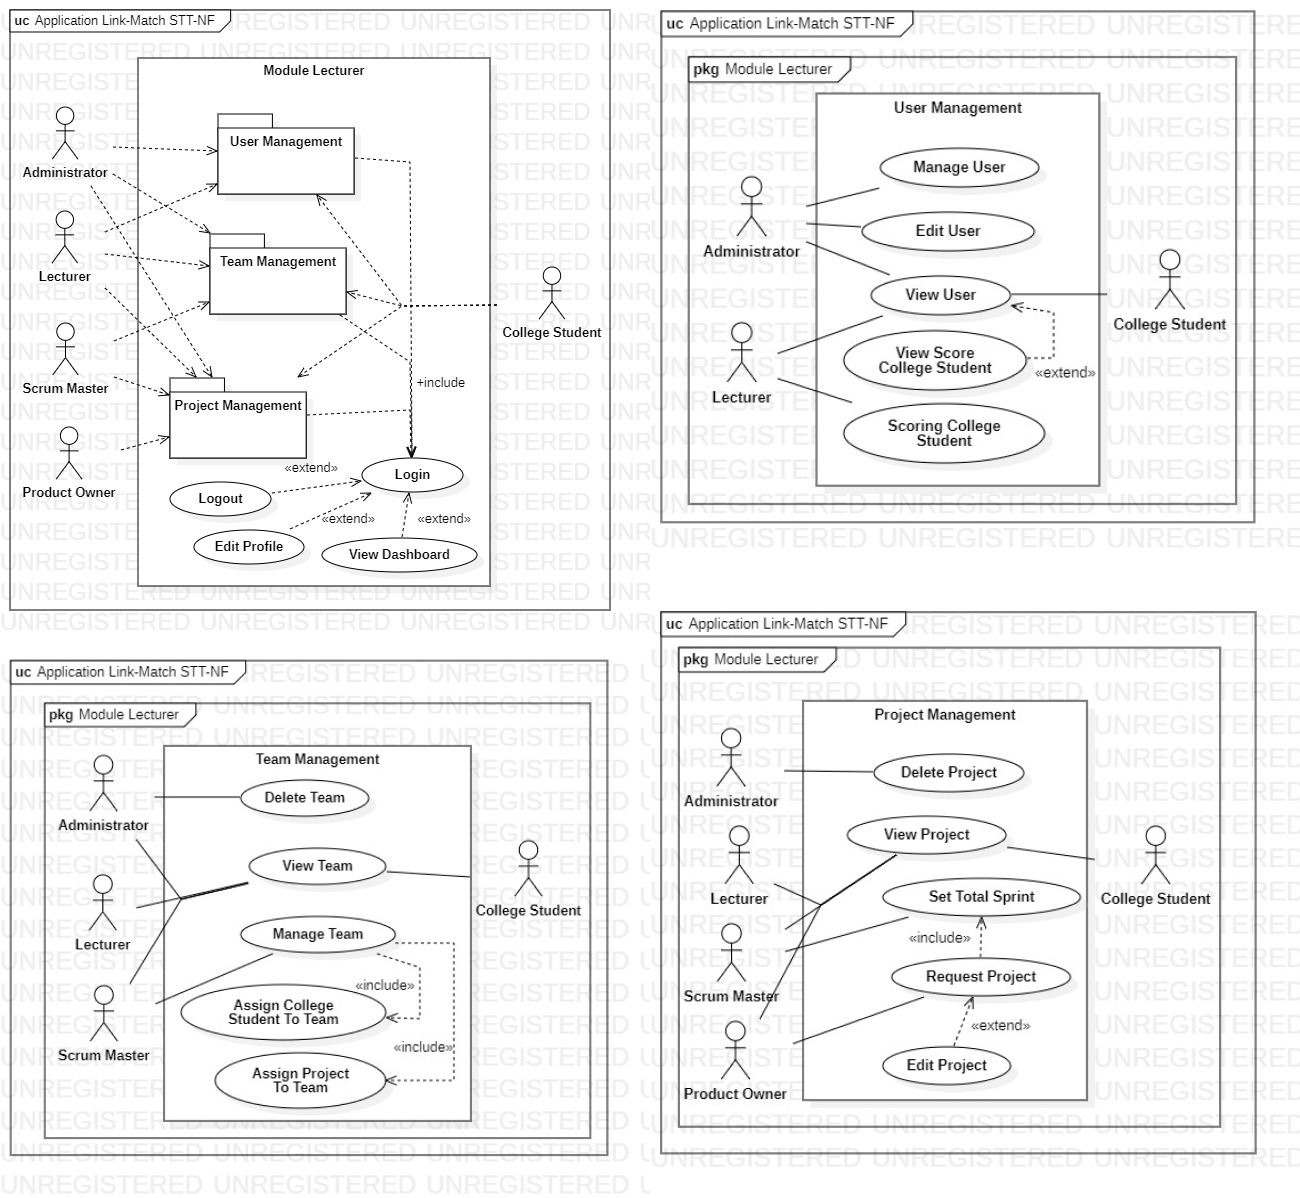 uc Application Link-Match STT-NF
Module Lecturer
User Management
Administrator
Team Management
Lecturer
College Student
Scrum Master
+include
Project Management
Product Owner
«extend»
Login
Logout
«extend»
«extend»
Edit Profile
View Dashboard
uc Application Link-Match STT-NF
pkg Module Lecturer
User Management
Manage User
Edit User
Administrator
View User
College Student
View Score
College Student
«extend»
Lecturer
Scoring College
Student
uc Application Link-Match STT-NF
pkg Module Lecturer
Team Management
Delete Team
Administrator
View Team
College Student
Manage Team
Lecturer
«include»
Assign College
Student To Team
«include»
Scrum Master
Assign Project
To Team
uc Application Link-Match STT-NF
pkg Module Lecturer
Project Management
Delete Project
Administrator
View Project
Lecturer
Set Total Sprint
College Student
«include»
Request Project
Scrum Master
«extend»
Edit Project
Product Owner
UNREGISTERED